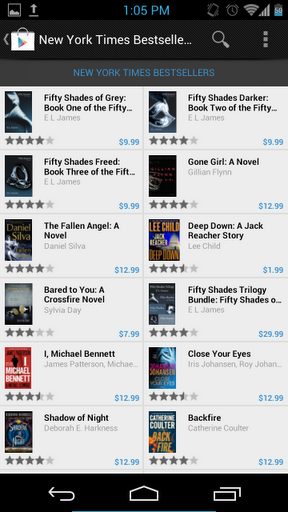 1:05 PM
New York Times Bestselle...
NEW YORK TIMES BESTSELLERS
Fifty Shades of Grey:
Book One of the Fifty...
E L James
$9.99
Fifty Shades Darker:
Book Two of the Fifty...
E L James
$9.99
Fifty Shades Freed:
Book Three of the Fift...
E L James
$9.99
Gone Girl: A Novel
Gillian Flynn
$12.99
Daniel
Silva
The Fallen Angel: A
Novel
Daniel Silva
$12.99
LEE
CHILD
JACK
REACHER
DEEP
DOWN
Deep Down: A Jack
Reacher Story
Lee Child
$1.99
Bared to You: A
Crossfire Novel
Sylvia Day
$7.99
Fifty Shades Trilogy
Bundle: Fifty Shades o...
E L James
$29.99
I,
MICHAEL
BENNETT
I, Michael Bennett
James Patterson, Michae...
$12.99
Close Your Eyes
Iris Johansen, Roy Johan...
$12.99
Shadow of Night
Deborah E. Harkness
$12.99
CATHERINE
COULTER
BACK
FIRE
Backfire
Catherine Coulter
$12.99